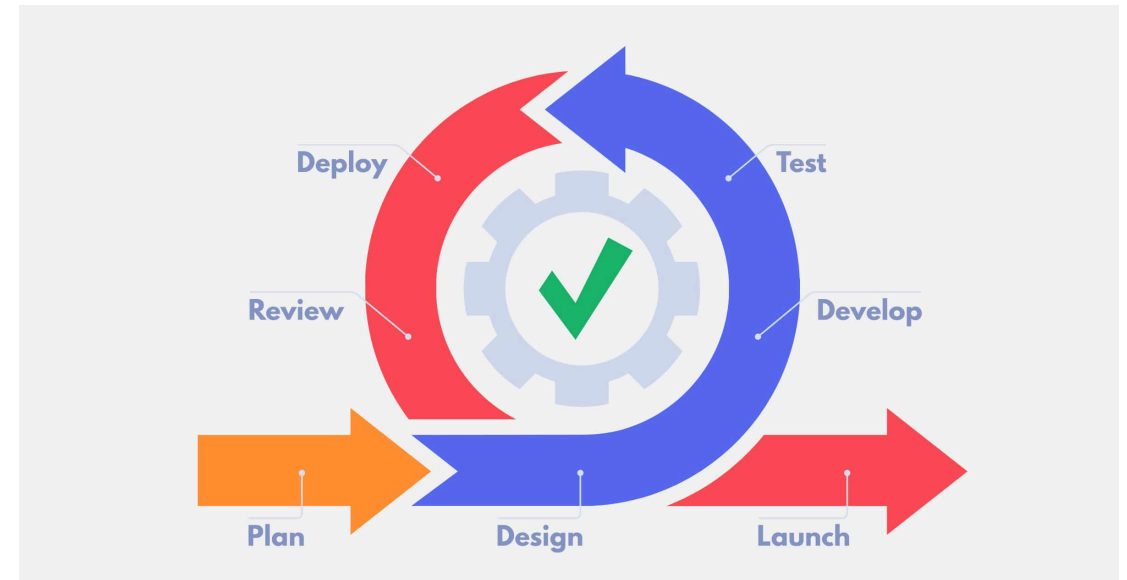 Deploy
Test
Review
Develop
Plan
Design
Launch